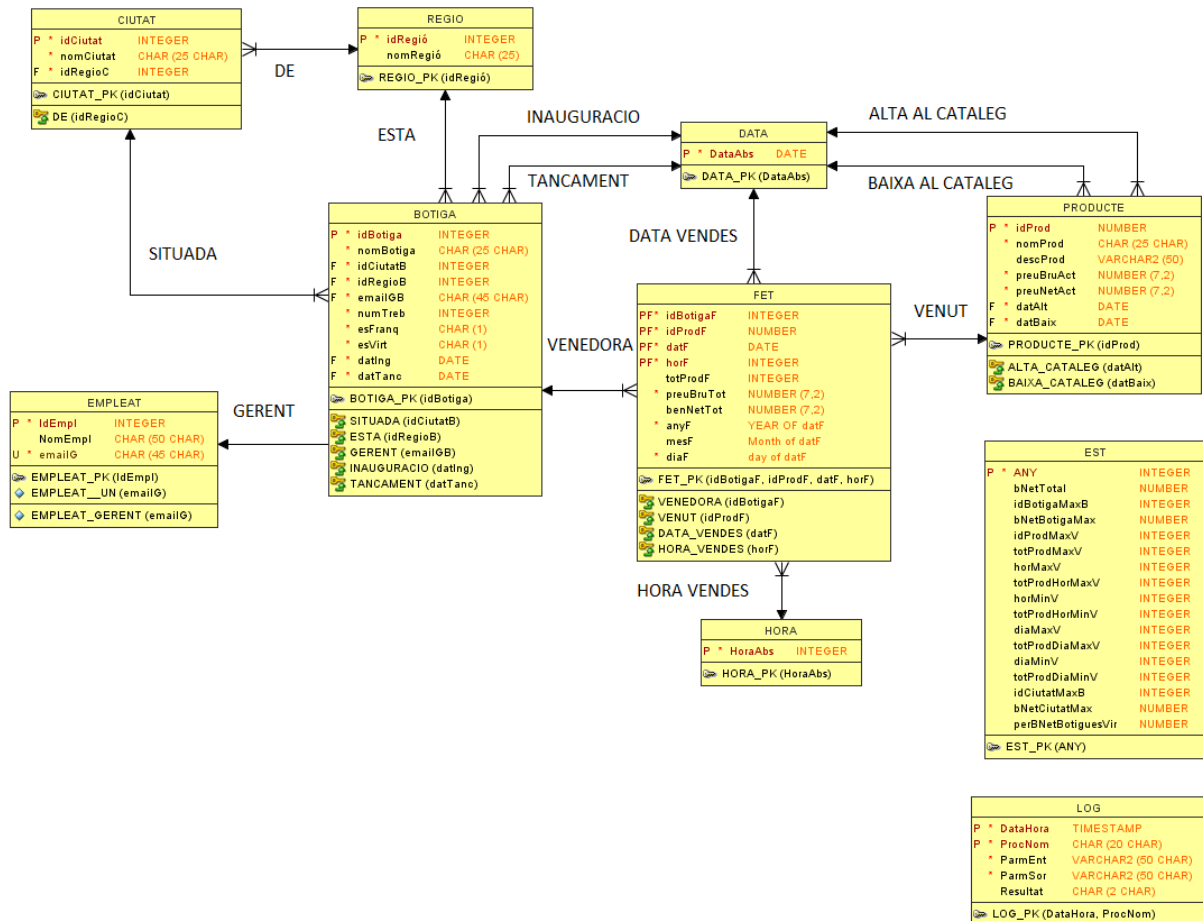 CIUTAT
P * idCiutat INTEGER
* nomCiutat CHAR (25 CHAR)
F * idRegioC INTEGER
CIUTAT_PK (idCiutat)
DE (idRegioC)
DE
REGIO
P * idRegió INTEGER
nomRegió CHAR (25)
REGIO_PK (idRegió)
ESTA
INAUGURACIO
TANCAMENT
DATA
P * DataAbs DATE
DATA_PK (DataAbs)
ALTA AL CATALEG
BAIXA AL CATALEG
SITUADA
BOTIGA
P * idBotiga INTEGER
* nomBotiga CHAR (25 CHAR)
F * idCiutatB INTEGER
F * idRegioB INTEGER
F * emailGB CHAR (45 CHAR)
* numTreb INTEGER
* esFranq CHAR (1)
* esVirt CHAR (1)
F * datIng DATE
F * datTanc DATE
BOTIGA_PK (idBotiga)
SITUADA (idCiutatB)
ESTA (idRegioB)
GERENT (emailGB)
INAUGURACIO (datIng)
TANCAMENT (datTanc)
DATA VENDES
PRODUCTE
P * idProd NUMBER
* nomProd CHAR (25 CHAR)
descProd VARCHAR2 (50)
* preuBruAct NUMBER (7,2)
* preuNetAct NUMBER (7,2)
F * datAlt DATE
F * datBaix DATE
PRODUCTE_PK (idProd)
ALTA_CATALEG (datAlt)
BAIXA_CATALEG (datBaix)
VENEDORA
FET
PF* idBotigaF INTEGER
PF* idProdF NUMBER
PF* datF DATE
PF* horF INTEGER
totProdF INTEGER
* preuBruTot NUMBER (7,2)
benNetTot NUMBER (7,2)
* anyF YEAR OF datF
mesF Month of datF
* diaF day of datF
FET_PK (idBotigaF, idProdF, datF, horF)
VENEDORA (idBotigaF)
VENUT (idProdF)
DATA_VENDES (datF)
HORA_VENDES (horF)
VENUT
GERENT
EMPLEAT
P * IdEmpl INTEGER
NomEmpl CHAR (50 CHAR)
U * emailG CHAR (45 CHAR)
EMPLEAT_PK (IdEmpl)
EMPLEAT__UN (emailG)
EMPLEAT_GERENT (emailG)
HORA VENDES
HORA
P * HoraAbs INTEGER
HORA_PK (HoraAbs)
EST
P * ANY INTEGER
bNetTotal NUMBER
idBotigaMaxB INTEGER
bNetBotigaMax NUMBER
idProdMaxV INTEGER
totProdMaxV INTEGER
horMaxV INTEGER
totProdHorMaxV INTEGER
horMinV INTEGER
totProdHorMinV INTEGER
diaMaxV INTEGER
totProdDiaMaxV INTEGER
diaMinV INTEGER
totProdDiaMinV INTEGER
idCiutatMaxB INTEGER
bNetCiutatMax NUMBER
perBNetBotiguesVir NUMBER
EST_PK (ANY)
LOG
P * DataHora TIMESTAMP
P * ProcNom CHAR (20 CHAR)
* ParmEnt VARCHAR2 (50 CHAR)
* ParmSor VARCHAR2 (50 CHAR)
Resultat CHAR (2 CHAR)
LOG_PK (DataHora, ProcNom)